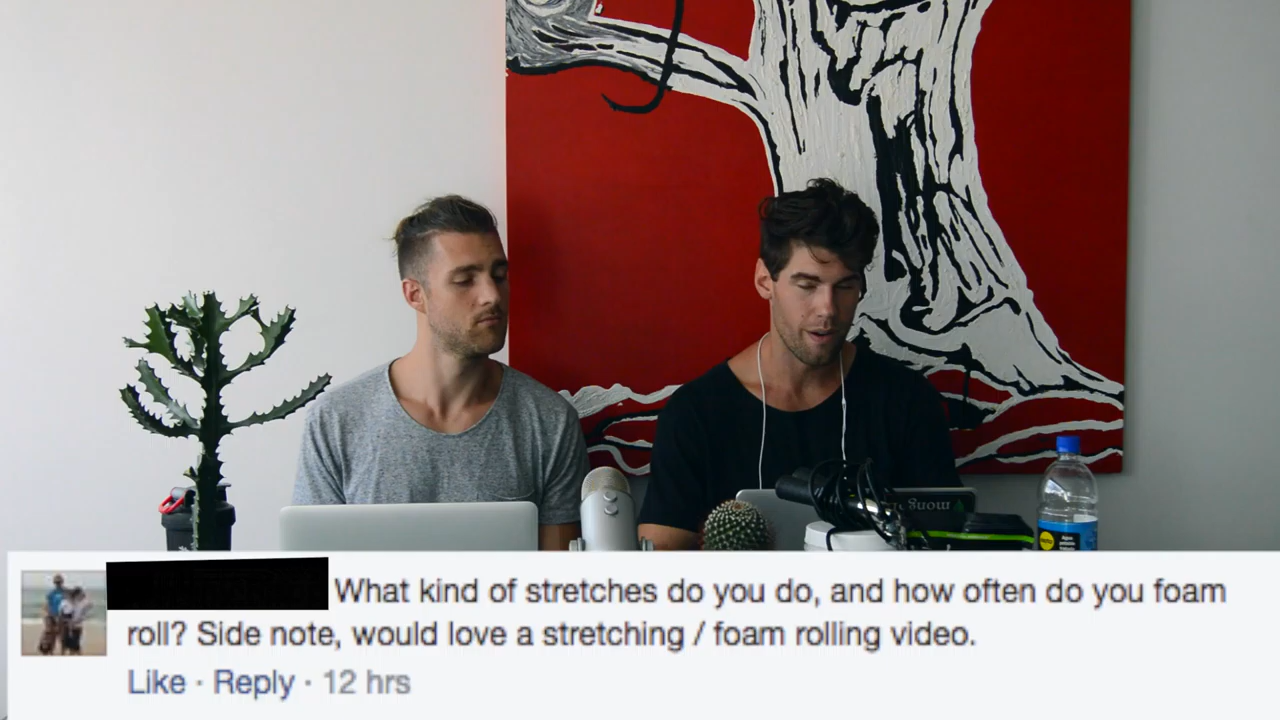 What kind of stretches do you do, and how often do you foam
roll? Side note, would love a stretching / foam rolling video.
Like · Reply · 12 hrs